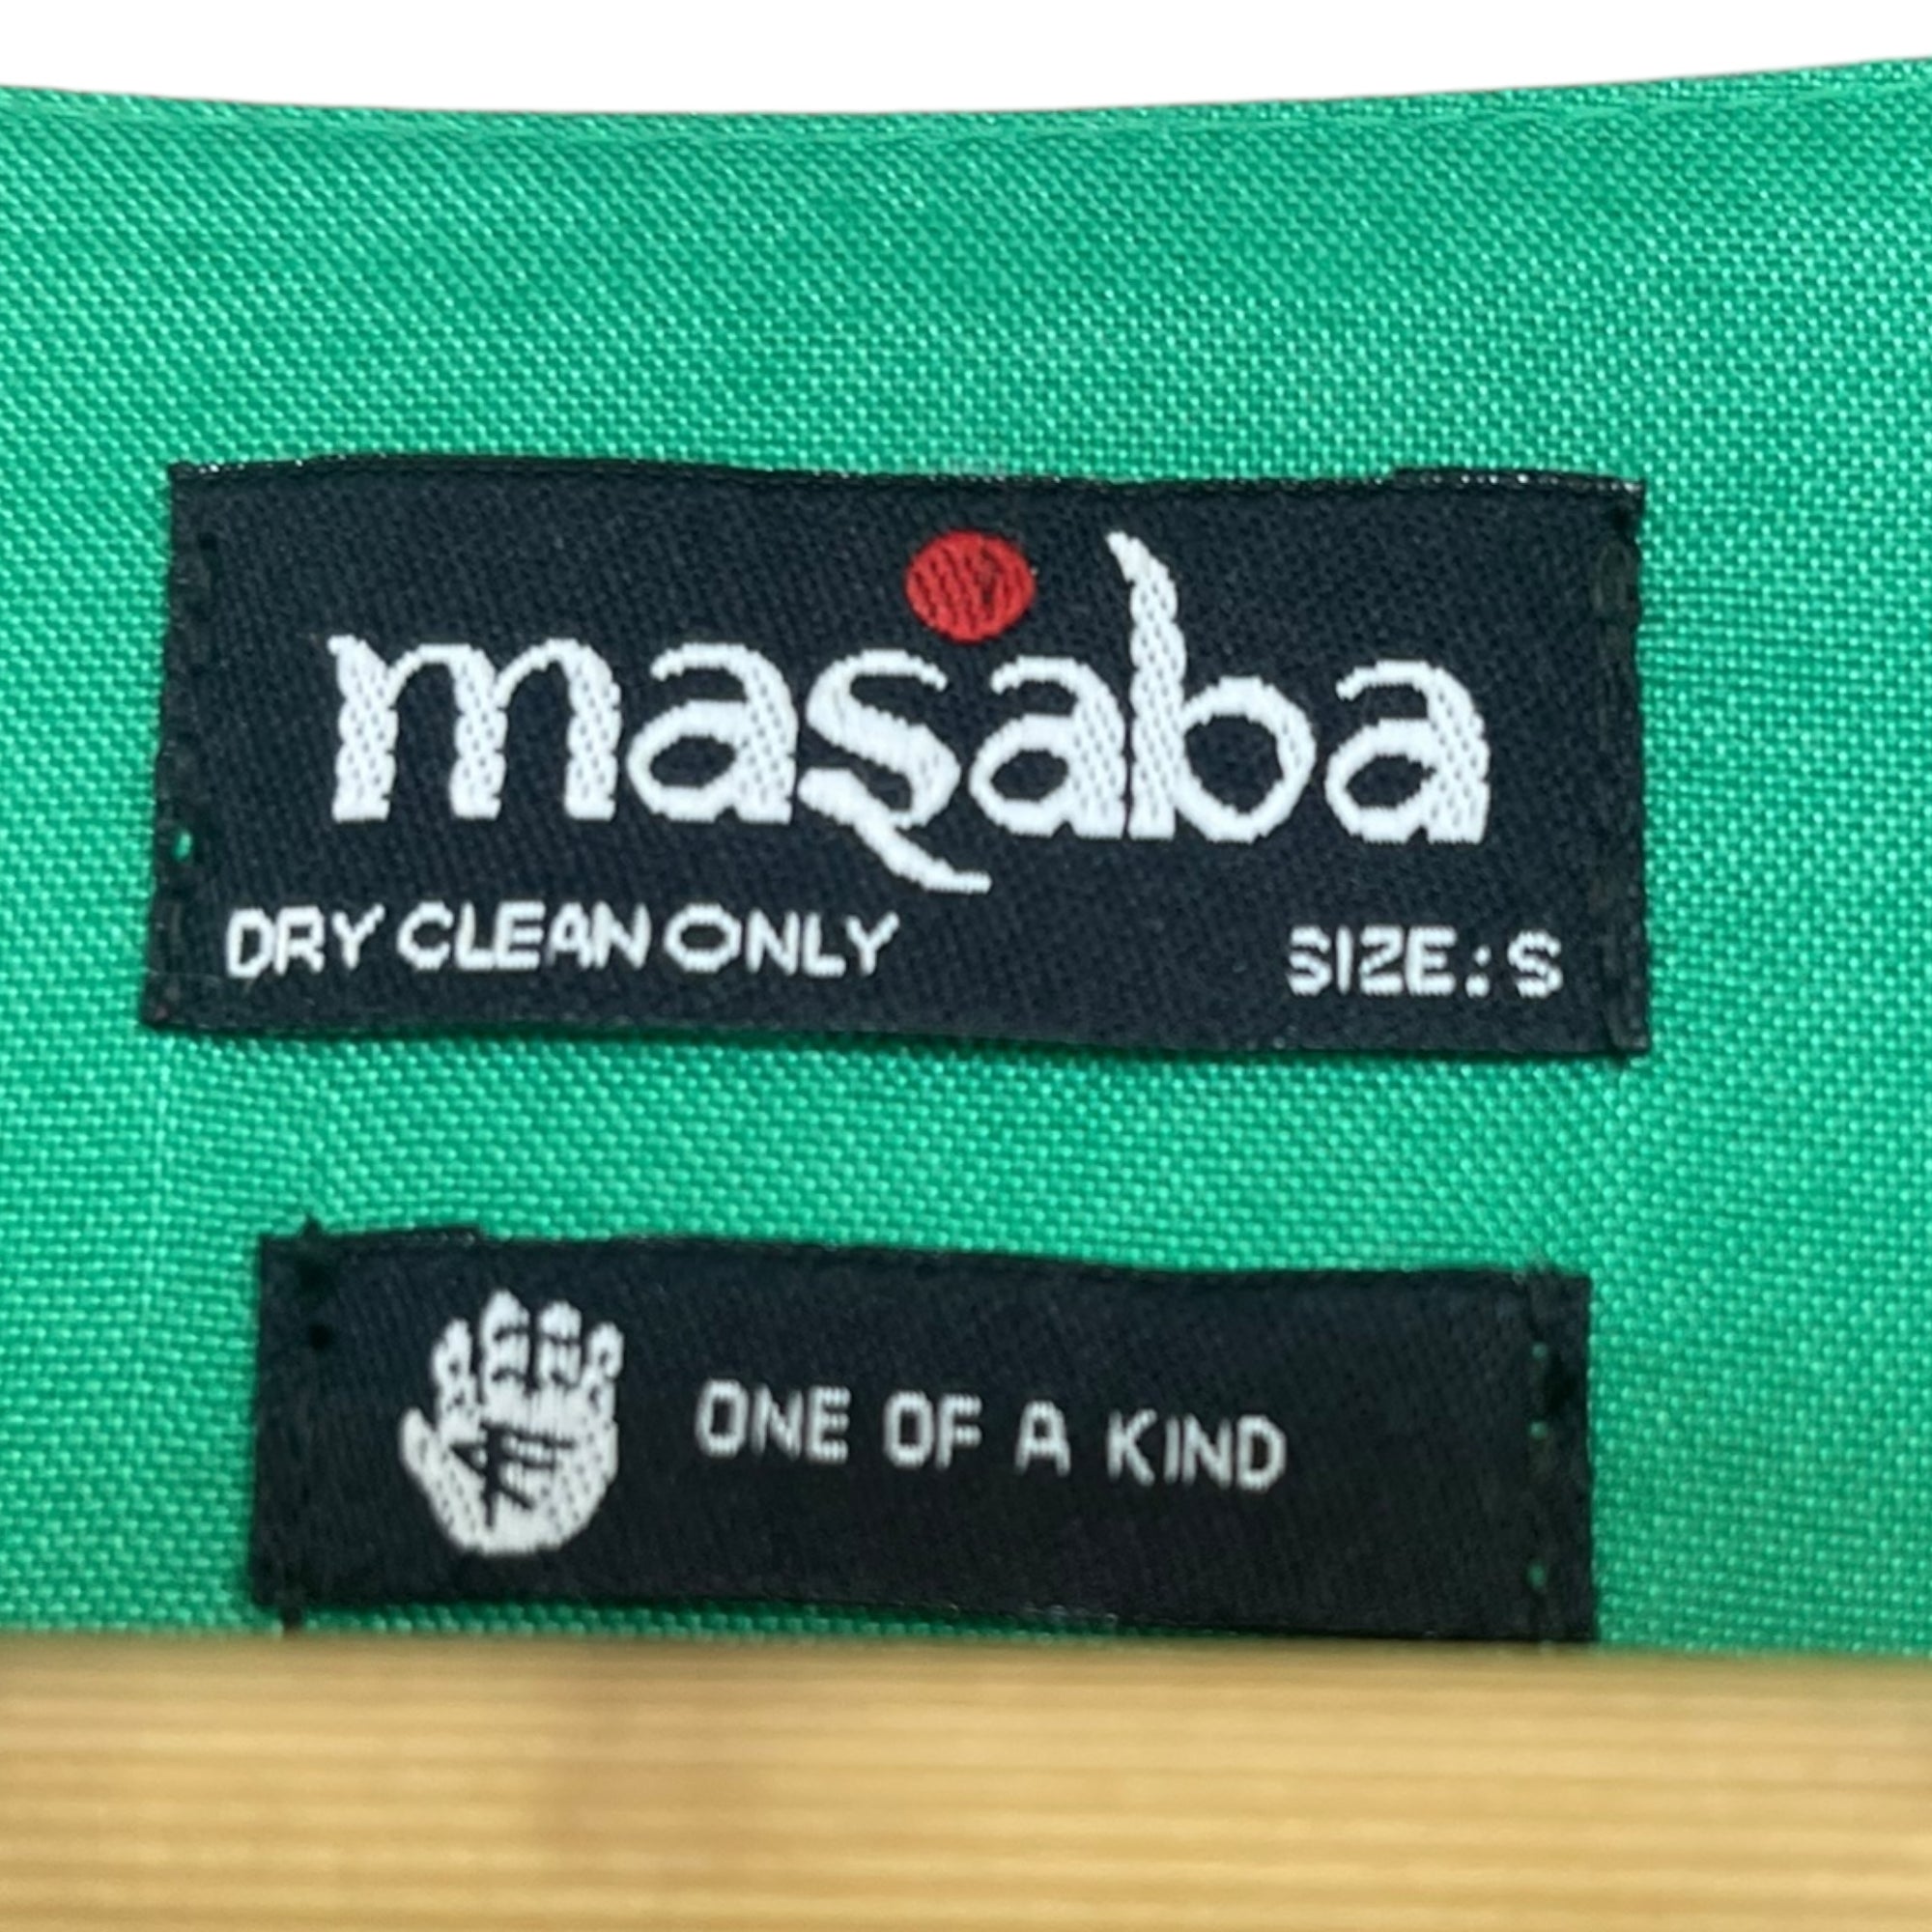 masaba
DRY CLEAN ONLY SIZE: S
ONE OF A KIND